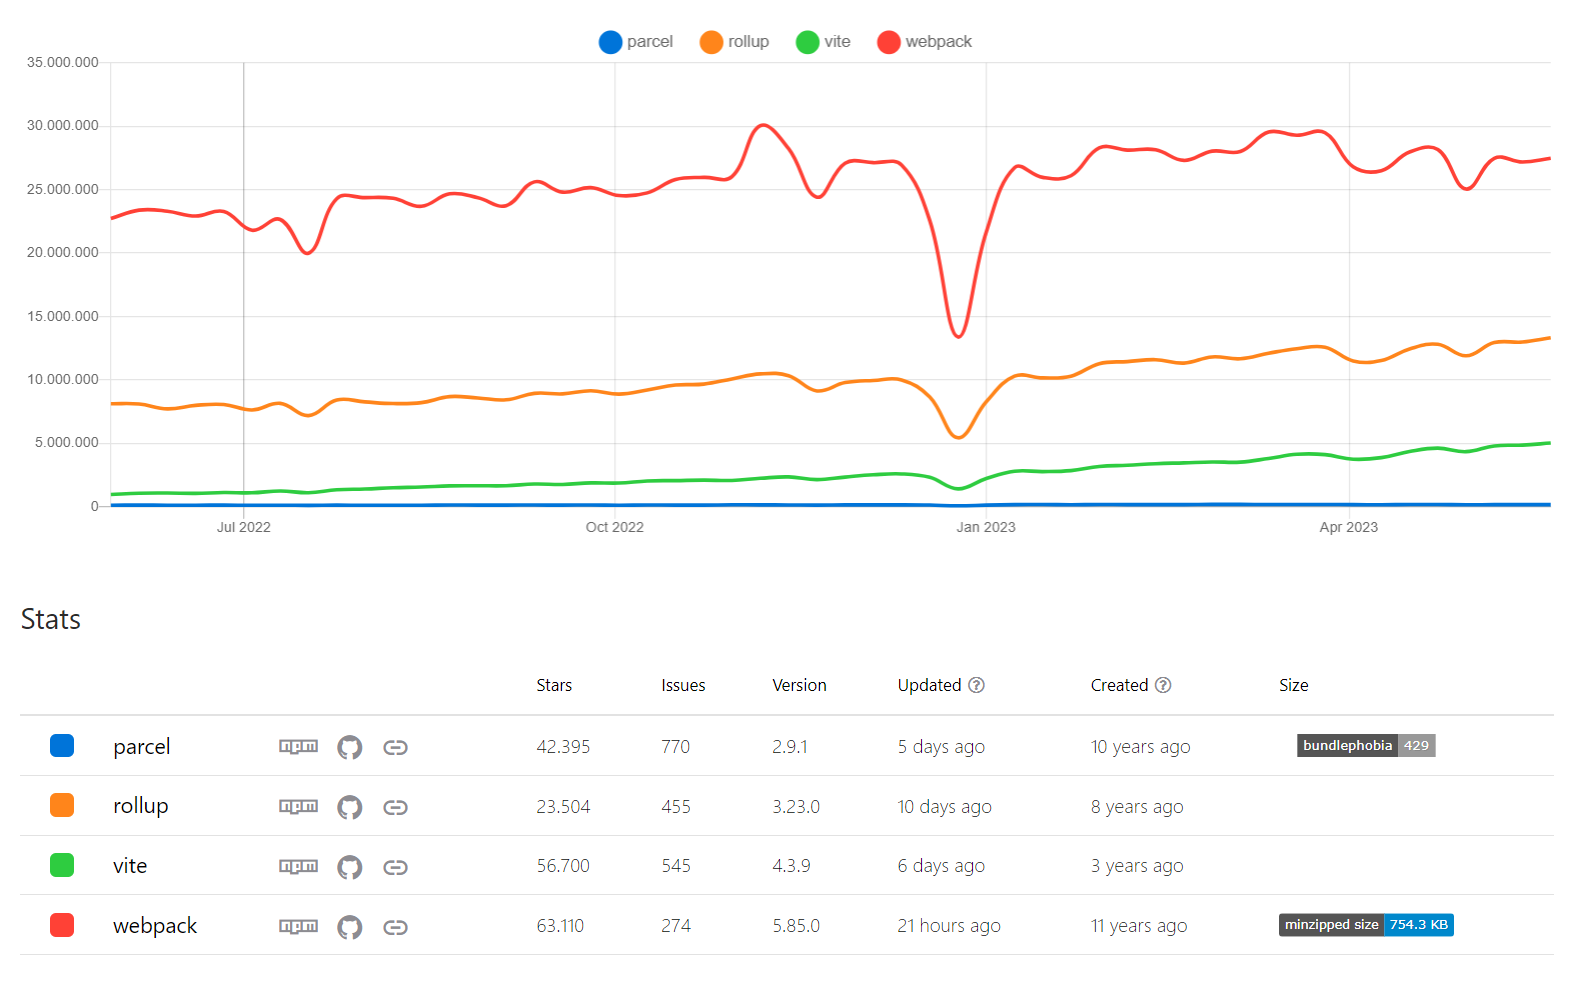 parcel rollup vite webpack
35.000.000
30.000.000
25.000.000
20.000.000
15.000.000
10.000.000
5.000.000
0
Jul 2022 Oct 2022 Jan 2023 Apr 2023
Stats
Stars Issues Version Updated ? Created ? Size
parcel npm 42.395 770 2.9.1 5 days ago 10 years ago bundlephobia 429
rollup npm 23.504 455 3.23.0 10 days ago 8 years ago
vite npm 56.700 545 4.3.9 6 days ago 3 years ago
webpack npm 63.110 274 5.85.0 21 hours ago 11 years ago minzipped size 754.3 KB